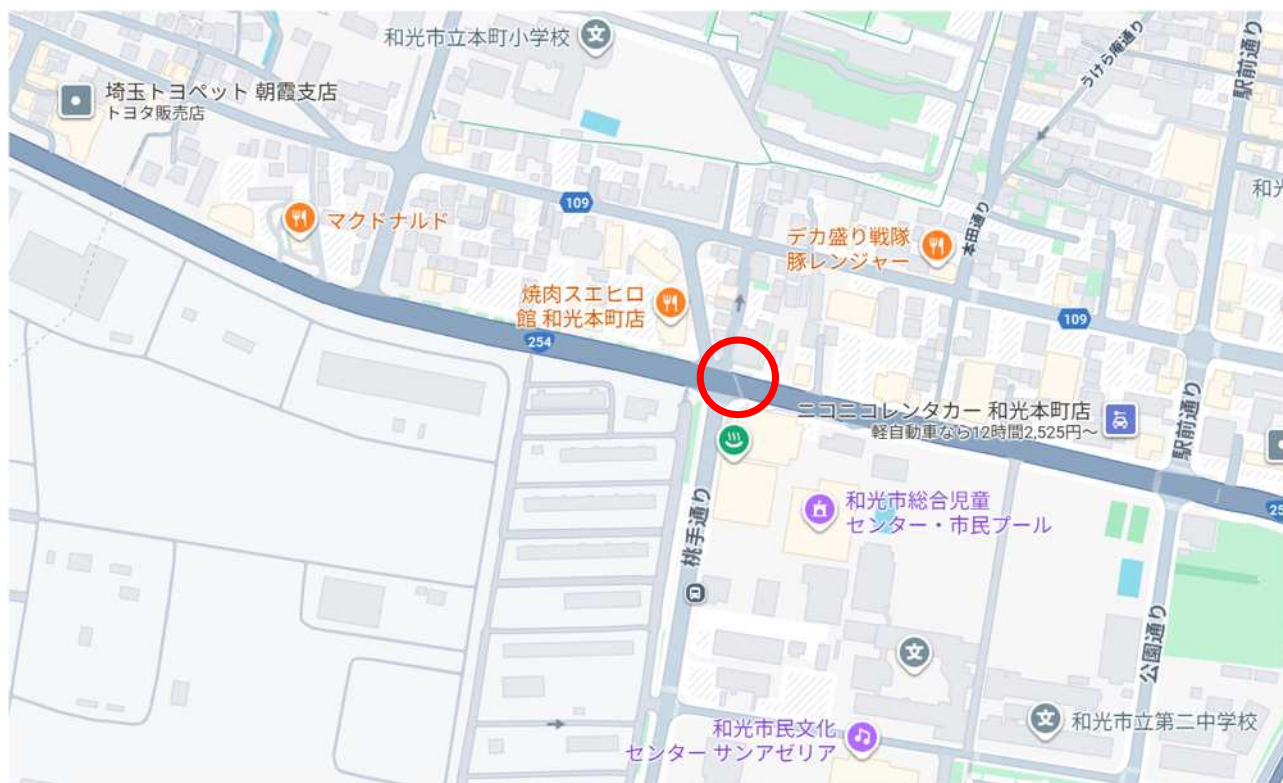 和光市立本町小学校
文
うけら庵通り
駅前通り
埼玉トヨペット 朝霞支店
トヨタ販売店
和光
109
マクドナルド
デカ盛り戦隊
豚レンジャー
本田通り
焼肉スエヒロ
館 和光本町店
109
254
ニコニコレンタカー 和光本町店
軽自動車なら12時間2,525円~
駅前通り
和光市総合児童
センター・市民プール
25
桃手通り
公園通り
文
和光市民文化
センター サンアゼリア
文
和光市立第二中学校